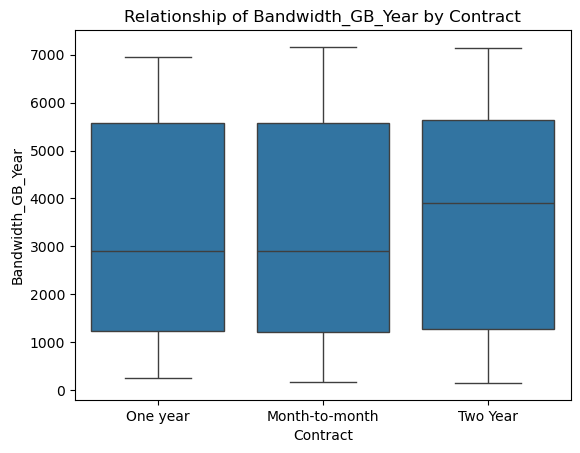 Relationship of Bandwidth_GB_Year by Contract
7000
6000
5000
4000
3000
2000
1000
0
Bandwidth_GB_Year
One year
Month-to-month
Two Year
Contract